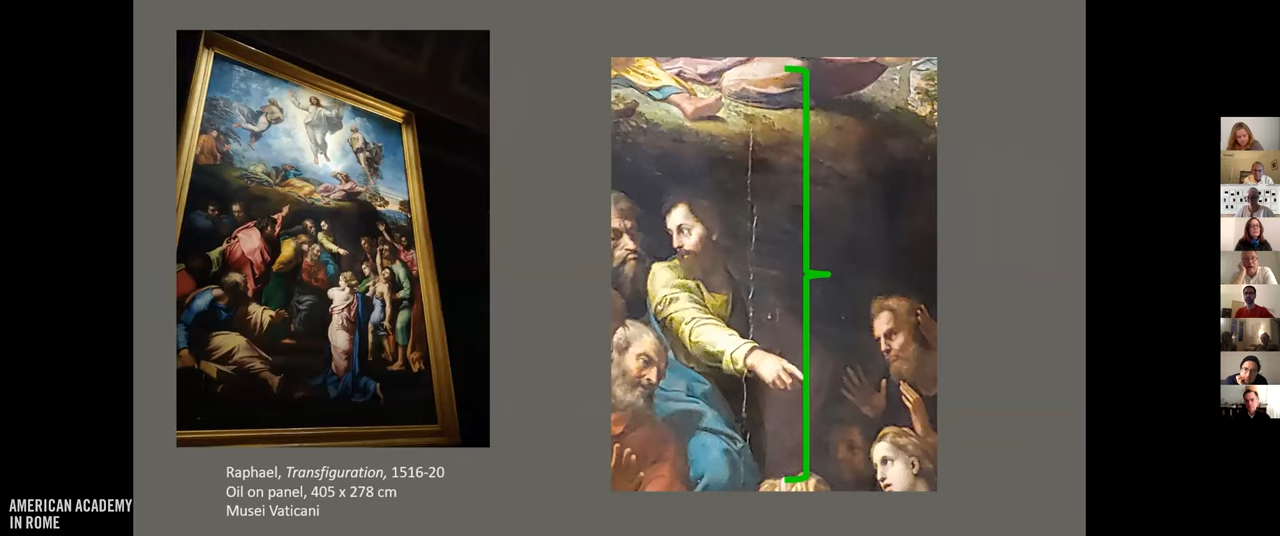 Raphael, Transfiguration, 1516-20
Oil on panel, 405 x 278 cm
Musei Vaticani
AMERICAN ACADEMY
IN ROME